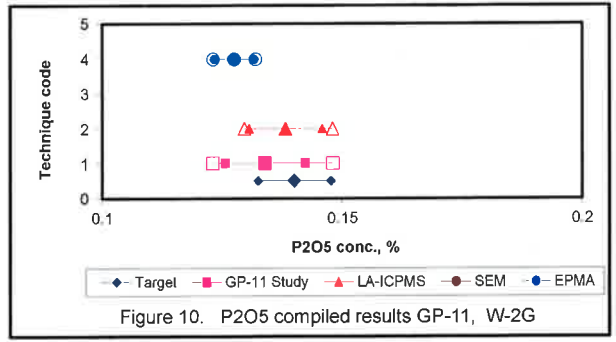 5
4
3
2
1
0
Technique code
0.1 0.15 0.2
P2O5 conc., %
Target GP-11 Study LA-ICPMS SEM EPMA
Figure 10. P2O5 compiled results GP-11, W-2G